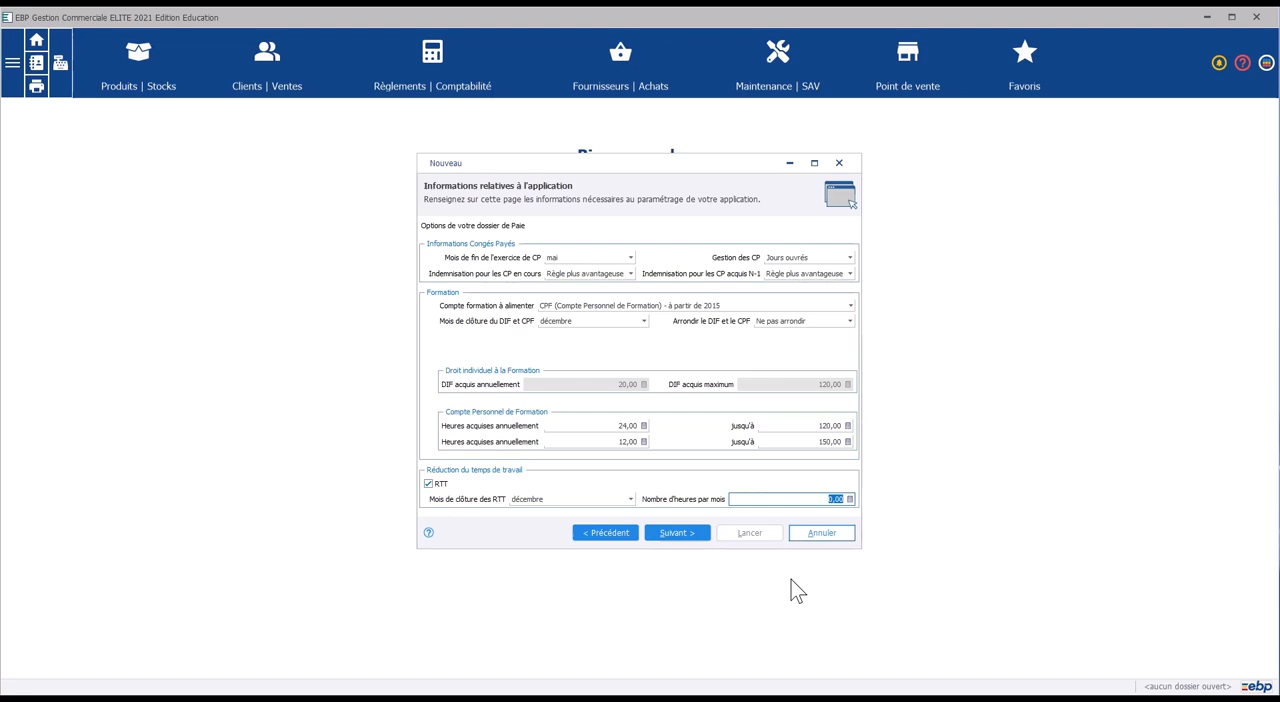 EBP Gestion Commerciale ELITE 2021 Edition Education
Produits | Stocks
Clients | Ventes
Règlements | Comptabilité
Fournisseurs | Achats
Maintenance | SAV
Point de vente
Favoris
Nouveau
Informations relatives à l'application
Renseignez sur cette page les informations nécessaires au paramétrage de votre application.
Options de votre dossier de Paie
Informations Congés Payés
Mois de fin de l'exercice de CP mai Gestion des CP Jours ouvrés
Indemnisation pour les CP en cours Règle plus avantageuse Indemnisation pour les CP acquis N-1 Règle plus avantageuse
Formation
Compte formation à alimenter CPF (Compte Personnel de Formation) - à partir de 2015
Mois de clôture du DIF et CPF décembre Arrondir le DIF et le CPF Ne pas arrondir
Droit individuel à la Formation
DIF acquis annuellement 20,00 DIF acquis maximum 120,00
Compte Personnel de Formation
Heures acquises annuellement 24,00 jusqu'à 120,00
Heures acquises annuellement 12,00 jusqu'à 150,00
Réduction du temps de travail
RTT
Mois de clôture des RTT décembre Nombre d'heures par mois 0,00
< Précédent
Suivant >
Lancer
Annuler
<aucun dossier ouvert>
ebp